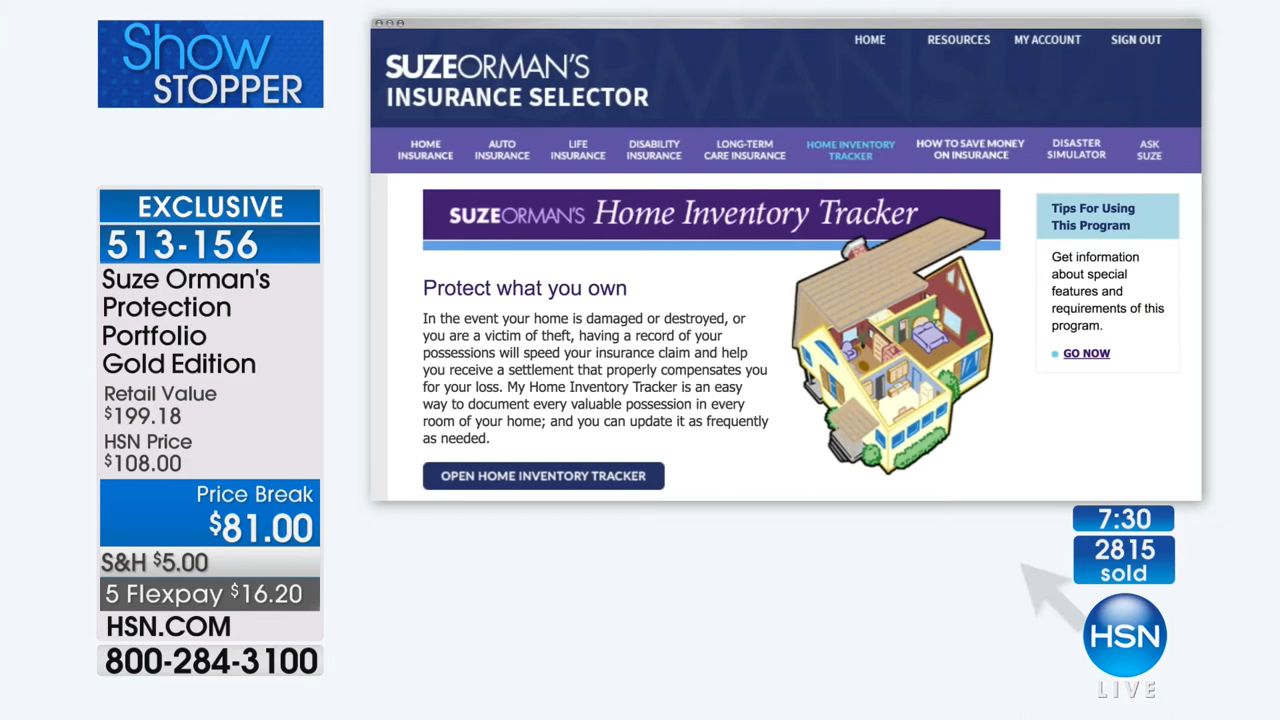 Show
STOPPER
EXCLUSIVE
513-156
Suze Orman's
Protection
Portfolio
Gold Edition
Retail Value
$199.18
HSN Price
$108.00
Price Break
$81.00
S&H $5.00
5 Flexpay $16.20
HSN.COM
800-284-3100
HOME RESOURCES MY ACCOUNT SIGN OUT
SUZEORMAN'S
INSURANCE SELECTOR
HOME INSURANCE
AUTO INSURANCE
LIFE INSURANCE
DISABILITY INSURANCE
LONG-TERM CARE INSURANCE
HOME INVENTORY TRACKER
HOW TO SAVE MONEY ON INSURANCE
DISASTER SIMULATOR
ASK SUZE
SUZEORMAN'S Home Inventory Tracker
Protect what you own
In the event your home is damaged or destroyed, or
you are a victim of theft, having a record of your
possessions will speed your insurance claim and help
you receive a settlement that properly compensates you
for your loss. My Home Inventory Tracker is an easy
way to document every valuable possession in every
room of your home; and you can update it as frequently
as needed.
OPEN HOME INVENTORY TRACKER
Tips For Using
This Program
Get information
about special
features and
requirements of this
program.
GO NOW
7:30
2815
sold
HSN
LIVE